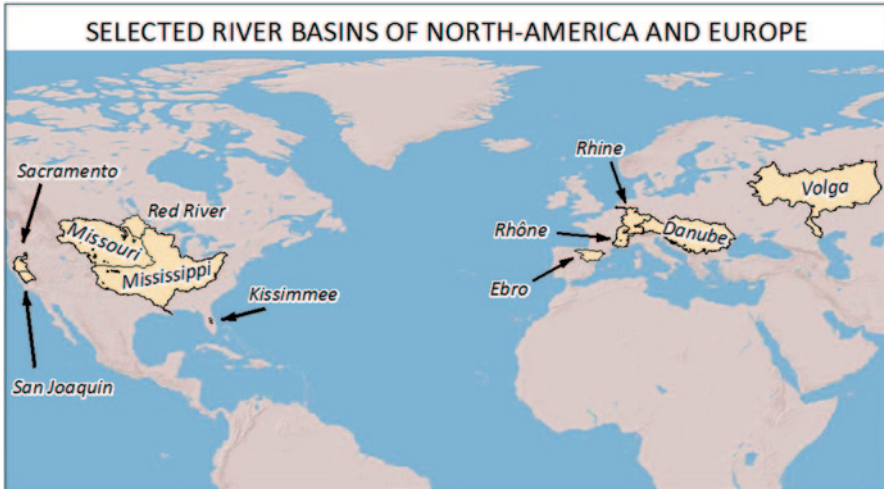 SELECTED RIVER BASINS OF NORTH-AMERICA AND EUROPE
Rhine
Sacramento
Volga
Red River
Missouri
Rhône
Danube
Mississippi
Ebro
Kissimmee
San Joaquín